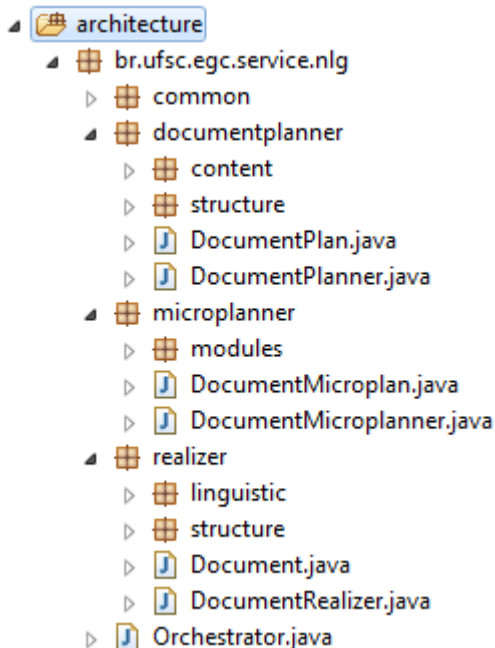 architecture
br.ufsc.egc.service.nlg
common
documentplanner
content
structure
DocumentPlan.java
DocumentPlanner.java
microplanner
modules
DocumentMicroplan.java
DocumentMicroplanner.java
realizer
linguistic
structure
Document.java
DocumentRealizer.java
Orchestrator.java